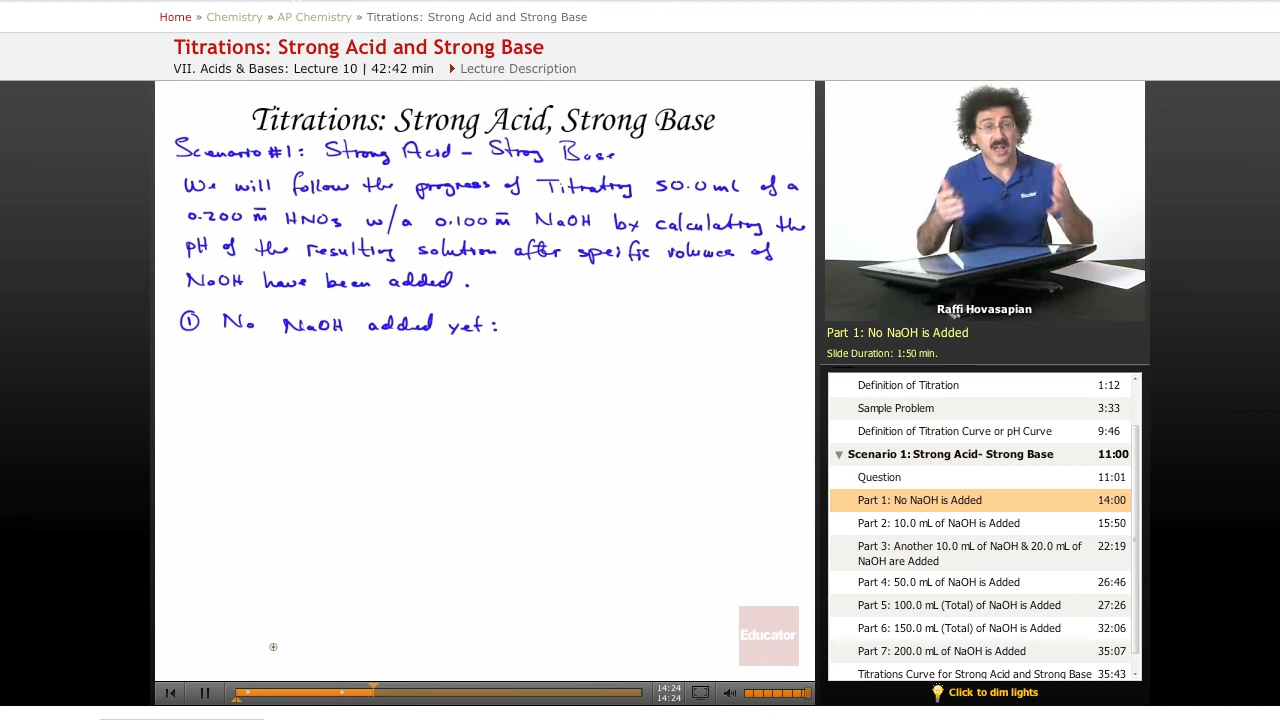 Home » Chemistry » AP Chemistry » Titrations: Strong Acid and Strong Base
Titrations: Strong Acid and Strong Base
VII. Acids & Bases: Lecture 10 | 42:42 min
Lecture Description
Titrations: Strong Acid, Strong Base
Scenario #1: Strong Acid - Strong Base
We will follow the progress of Titrating 50.0 ml of a
0.200 m̅ HNO3 w/a 0.100 m̅ NaOH by calculating the
pH of the resulting solution after specific volumes of
NaOH have been added.
① No NaOH added yet:
Educator
14:24
14:24
Raffi Hovasapian
Part 1: No NaOH is Added
Slide Duration: 1:50 min.
Definition of Titration 1:12
Sample Problem 3:33
Definition of Titration Curve or pH Curve 9:46
Scenario 1: Strong Acid- Strong Base 11:00
Question 11:01
Part 1: No NaOH is Added 14:00
Part 2: 10.0 mL of NaOH is Added 15:50
Part 3: Another 10.0 mL of NaOH & 20.0 mL of 22:19
NaOH are Added
Part 4: 50.0 mL of NaOH is Added 26:46
Part 5: 100.0 mL (Total) of NaOH is Added 27:26
Part 6: 150.0 mL (Total) of NaOH is Added 32:06
Part 7: 200.0 mL of NaOH is Added 35:07
Titrations Curve for Strong Acid and Strong Base 35:43
Click to dim lights